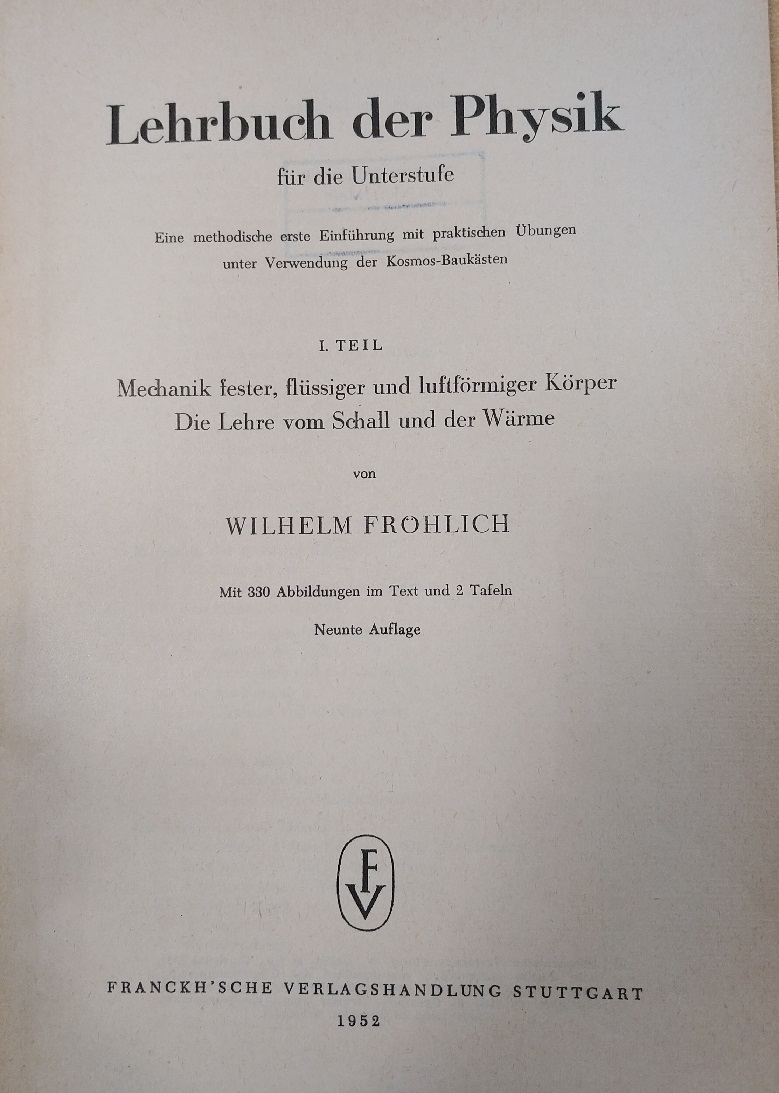 Lehrbuch der Physik
für die Unterstufe
Eine methodische erste Einführung mit praktischen Übungen
unter Verwendung der Kosmos-Baukästen
I. TEIL
Mechanik fester, flüssiger und luftförmiger Körper
Die Lehre vom Schall und der Wärme
von
WILHELM FRÖHLICH
Mit 330 Abbildungen im Text und 2 Tafeln
Neunte Auflage
FV
FRANCKH'SCHE VERLAGSHANDLUNG STUTTGART
1952